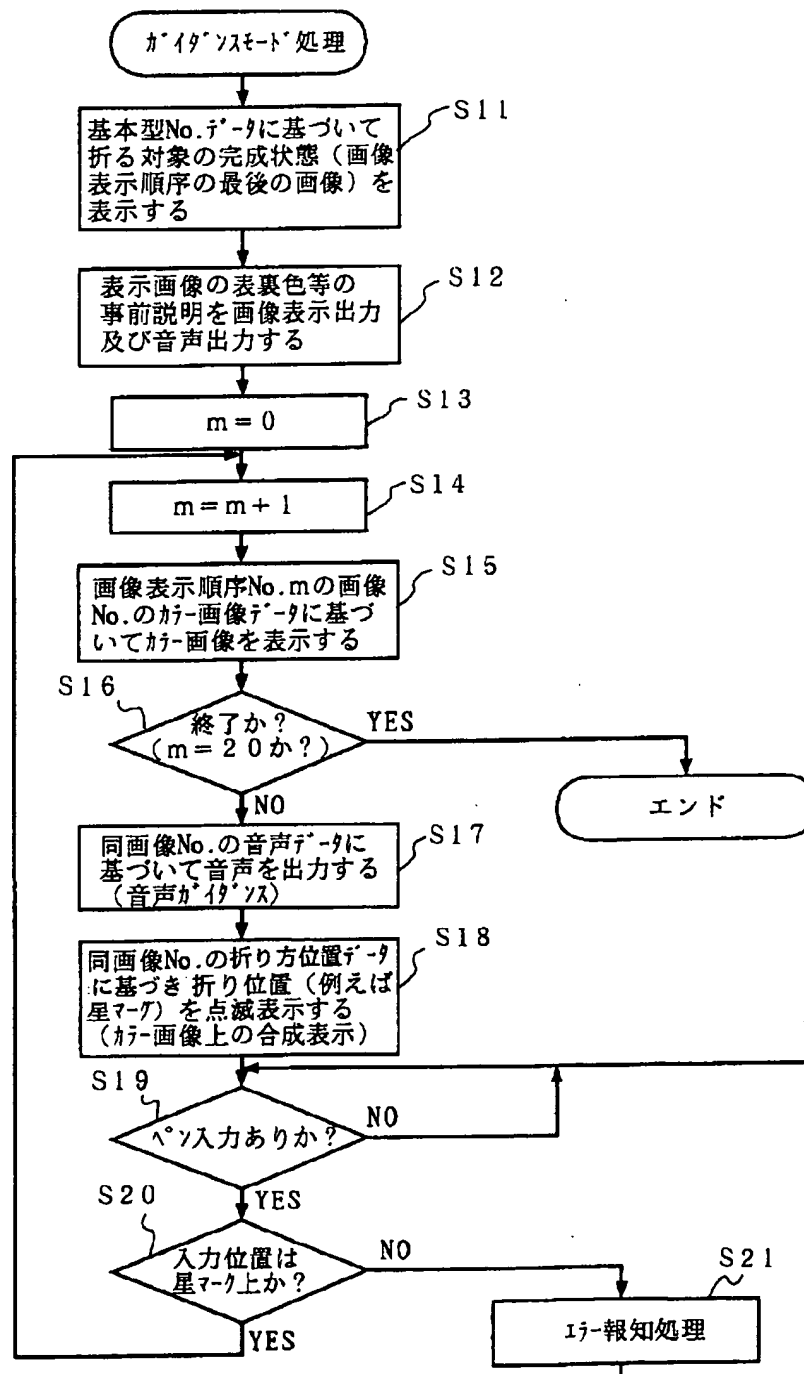 ｶﾞｲﾀﾞﾝｽﾓｰﾄﾞ処理
S11
基本型No.ﾃﾞｰﾀに基づいて
折る対象の完成状態（画像
表示順序の最後の画像）を
表示する
S12
表示画像の表裏色等の
事前説明を画像表示出力
及び音声出力する
S13
m=0
S14
m=m+1
S15
画像表示順序No.mの画像
No.のｶﾗｰ画像ﾃﾞｰﾀに基づ
いてｶﾗｰ画像を表示する
S16
終了か？
（m=20か？）
YES
NO
エンド
S17
同画像No.の音声ﾃﾞｰﾀに
基づいて音声を出力する
（音声ｶﾞｲﾀﾞﾝｽ）
S18
同画像No.の折り方位置ﾃﾞｰﾀ
に基づき折り位置（例えば
星ﾏｰｸ）を点滅表示する
（ｶﾗｰ画像上の合成表示）
S19
ﾍﾟﾝ入力ありか？
NO
YES
S20
入力位置は
星ﾏｰｸ上か？
NO
YES
S21
ｴﾗｰ報知処理